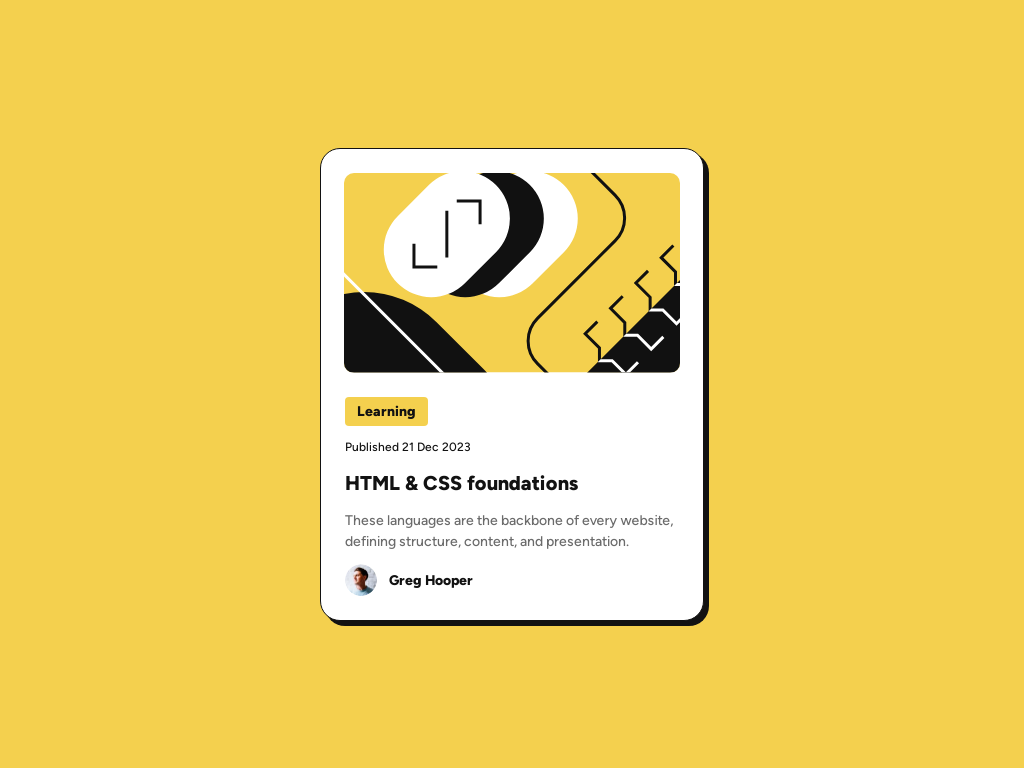 Learning
Published 21 Dec 2023
HTML & CSS foundations
These languages are the backbone of every website,
defining structure, content, and presentation.
Greg Hooper